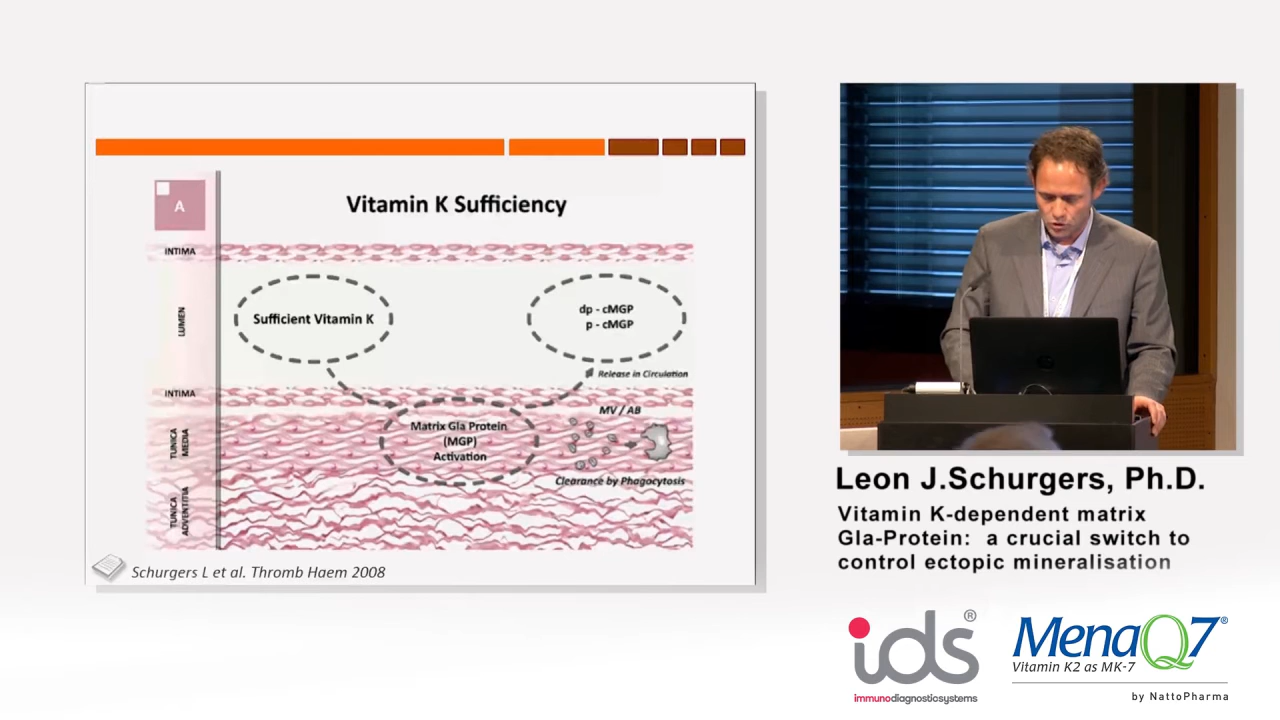 A
Vitamin K Sufficiency
INTIMA
LUMEN
Sufficient Vitamin K
dp - cMGP
p - cMGP
Release in Circulation
INTIMA
TUNICA
MEDIA
Matrix Gla Protein
(MGP)
Activation
MV / AB
Clearance by Phagocytosis
TUNICA
ADVENTITIA
Schurgers L et al. Thromb Haem 2008
Leon J.Schurgers, Ph.D.
Vitamin K-dependent matrix
Gla-Protein: a crucial switch to
control ectopic mineralisation
ids®
immunodiagnosticsystems
MenaQ7®
Vitamin K2 as MK-7
by NattoPharma